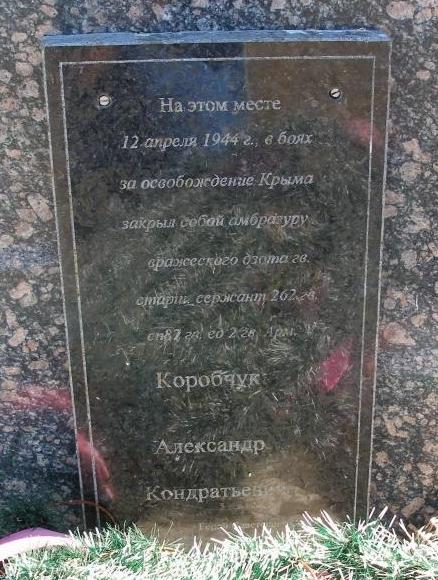 На этом месте
12 апреля 1944 г., в боях
за освобождение Крыма
закрыл собой амбразуру
вражеского дзота гв.
старш. сержант 262 гв.
сп 87 гв. сд 2 гв. Арм.
Коробчук
Александр
Кондратьевич